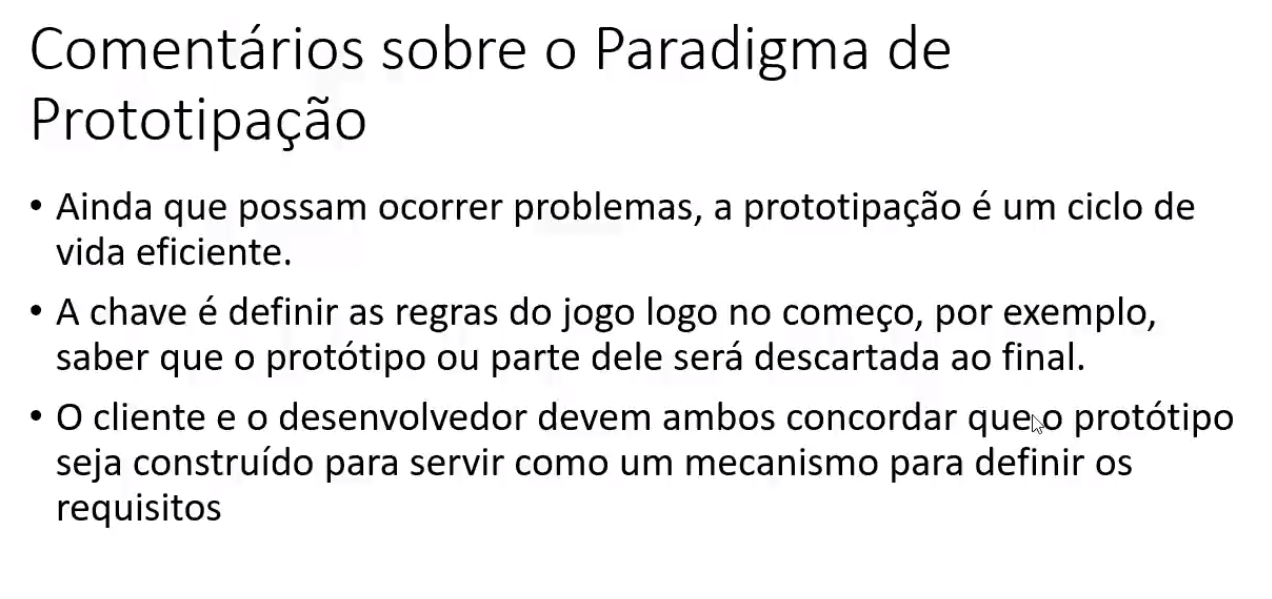 Comentários sobre o Paradigma de
Prototipação
• Ainda que possam ocorrer problemas, a prototipação é um ciclo de
vida eficiente.
• A chave é definir as regras do jogo logo no começo, por exemplo,
saber que o protótipo ou parte dele será descartada ao final.
• O cliente e o desenvolvedor devem ambos concordar que o protótipo
seja construído para servir como um mecanismo para definir os
requisitos